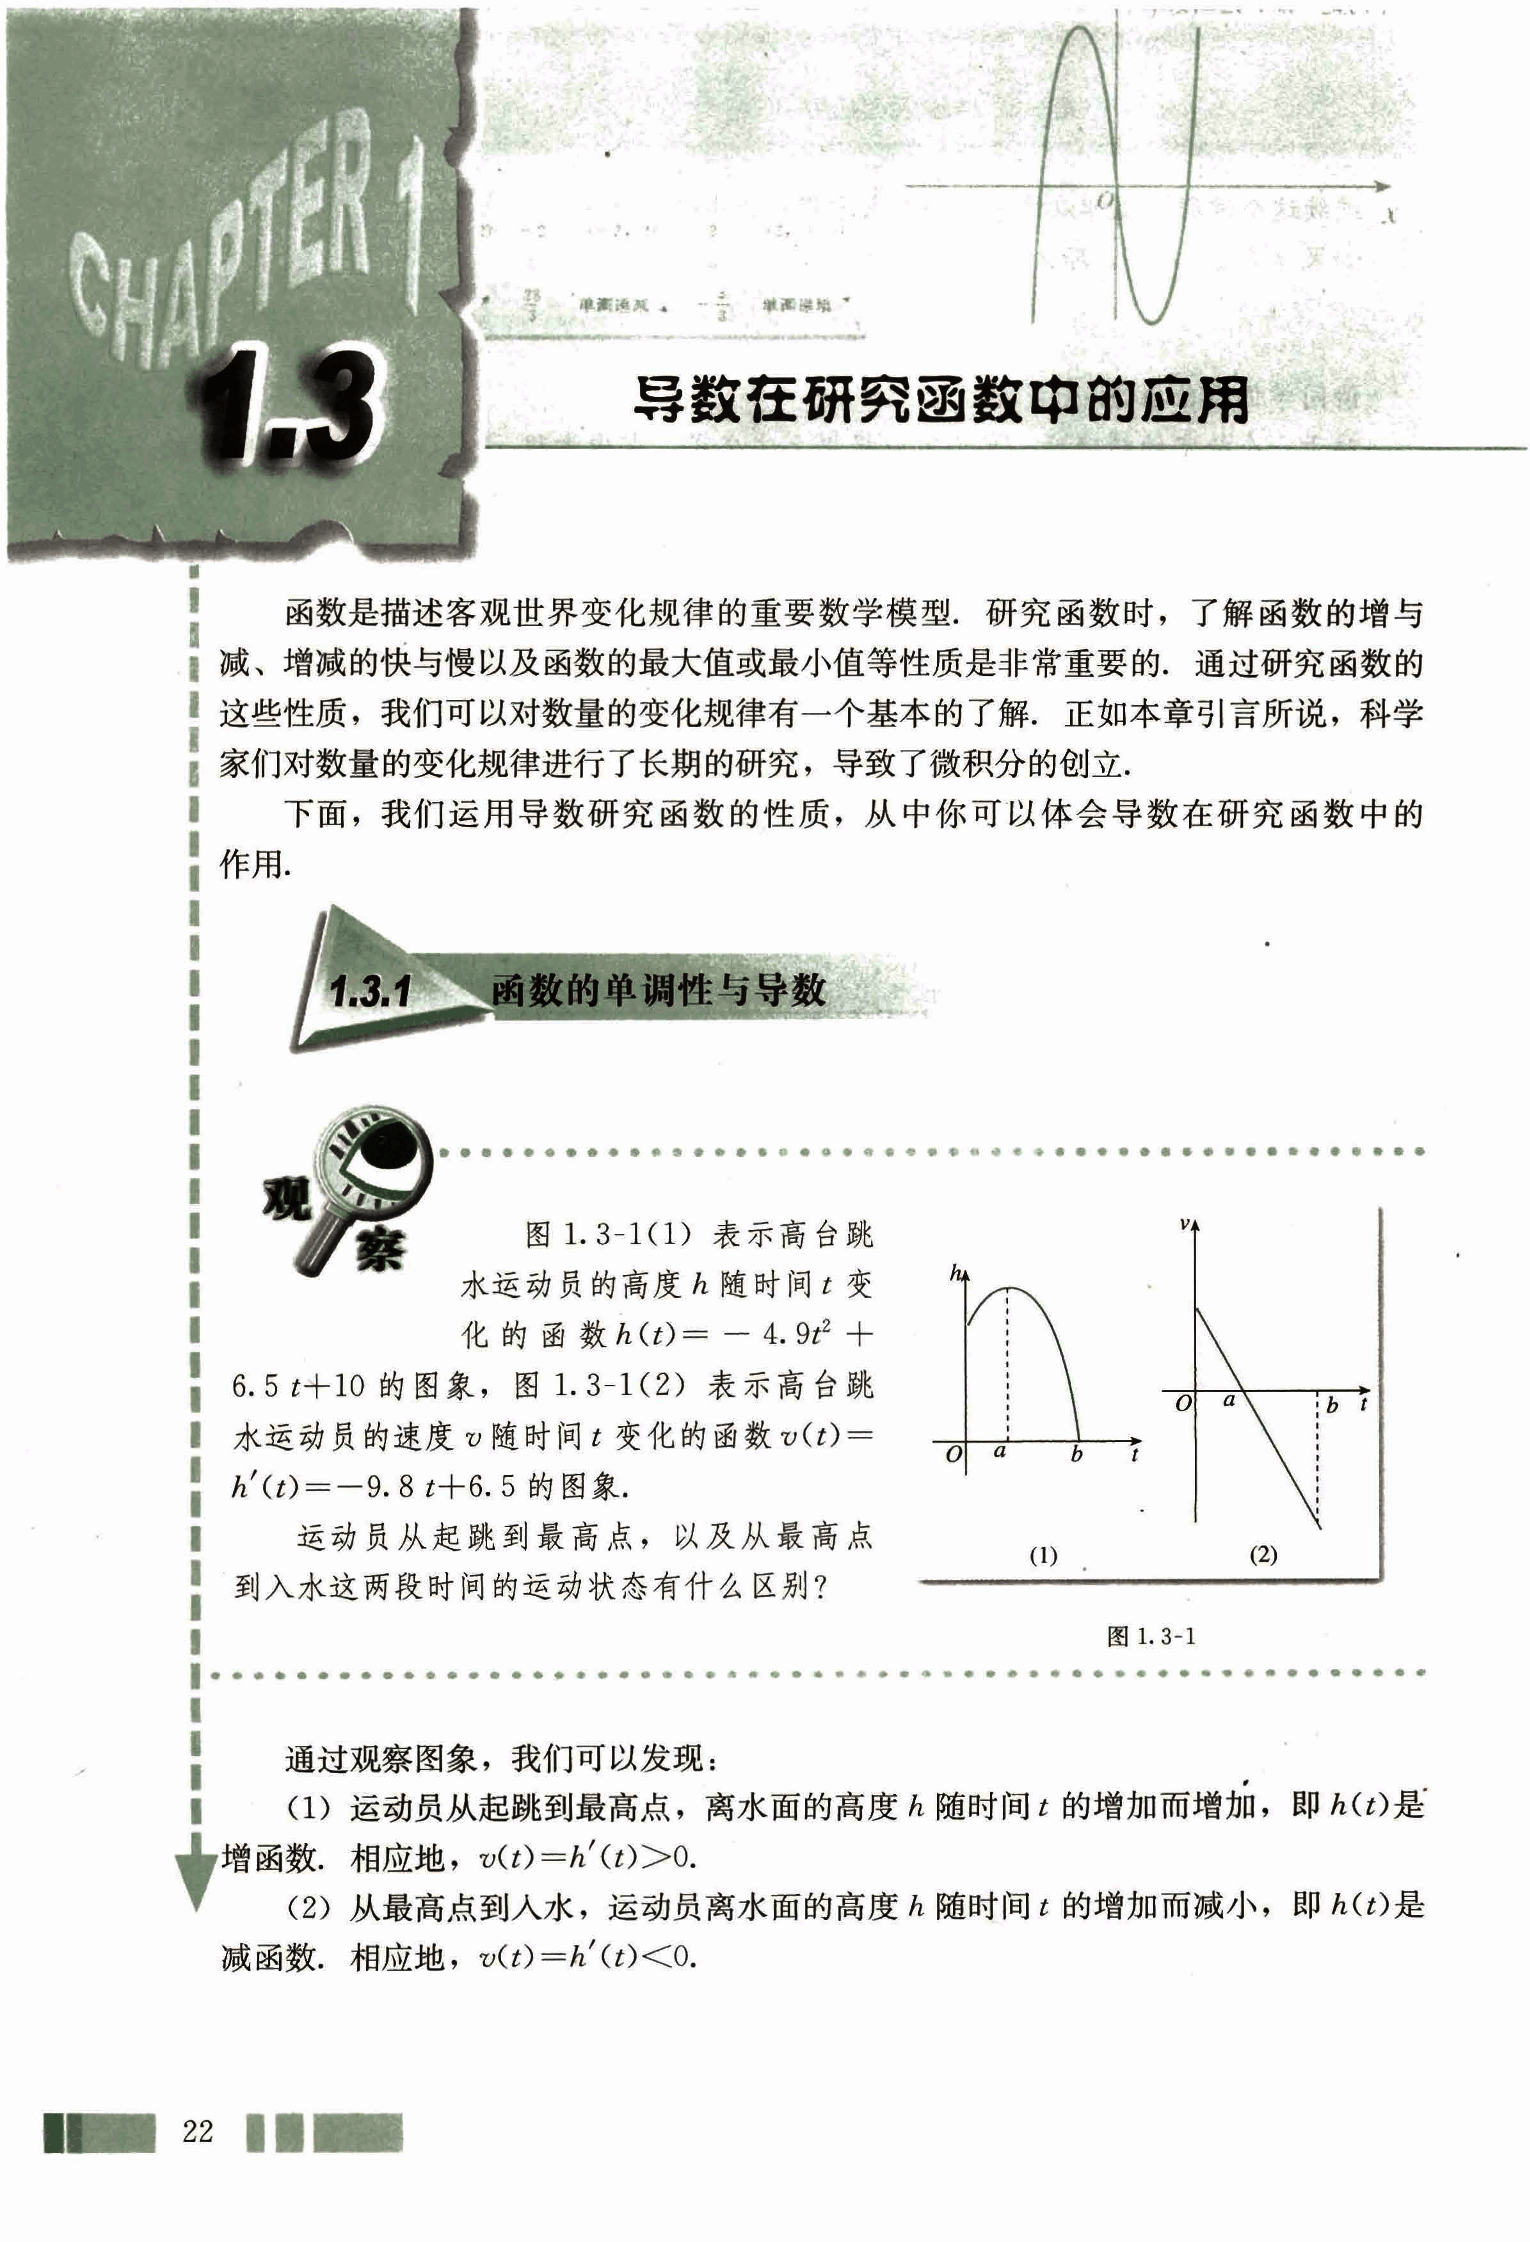 CHAPTER 1
1.3
O
x
单调递减
单调递增
导数在研究函数中的应用
函数是描述客观世界变化规律的重要数学模型. 研究函数时，了解函数的增与
减、增减的快与慢以及函数的最大值或最小值等性质是非常重要的. 通过研究函数的
这些性质，我们可以对数量的变化规律有一个基本的了解. 正如本章引言所说，科学
家们对数量的变化规律进行了长期的研究，导致了微积分的创立.
下面，我们运用导数研究函数的性质，从中你可以体会导数在研究函数中的
作用.
1.3.1 函数的单调性与导数
观察
图 1.3-1(1) 表示高台跳
水运动员的高度 h 随时间 t 变
化的函数 h(t)= － 4.9t² ＋
6.5 t＋10 的图象，图 1.3-1(2) 表示高台跳
水运动员的速度 v 随时间 t 变化的函数 v(t)＝
h′(t)＝－9.8 t＋6.5 的图象.
运动员从起跳到最高点，以及从最高点
到入水这两段时间的运动状态有什么区别？
h
O a b t
(1)
v
O a b t
(2)
图 1.3-1
通过观察图象，我们可以发现：
（1）运动员从起跳到最高点，离水面的高度 h 随时间 t 的增加而增加，即 h(t)是
增函数. 相应地，v(t)＝h′(t)＞0.
（2）从最高点到入水，运动员离水面的高度 h 随时间 t 的增加而减小，即 h(t)是
减函数. 相应地，v(t)＝h′(t)＜0.
22